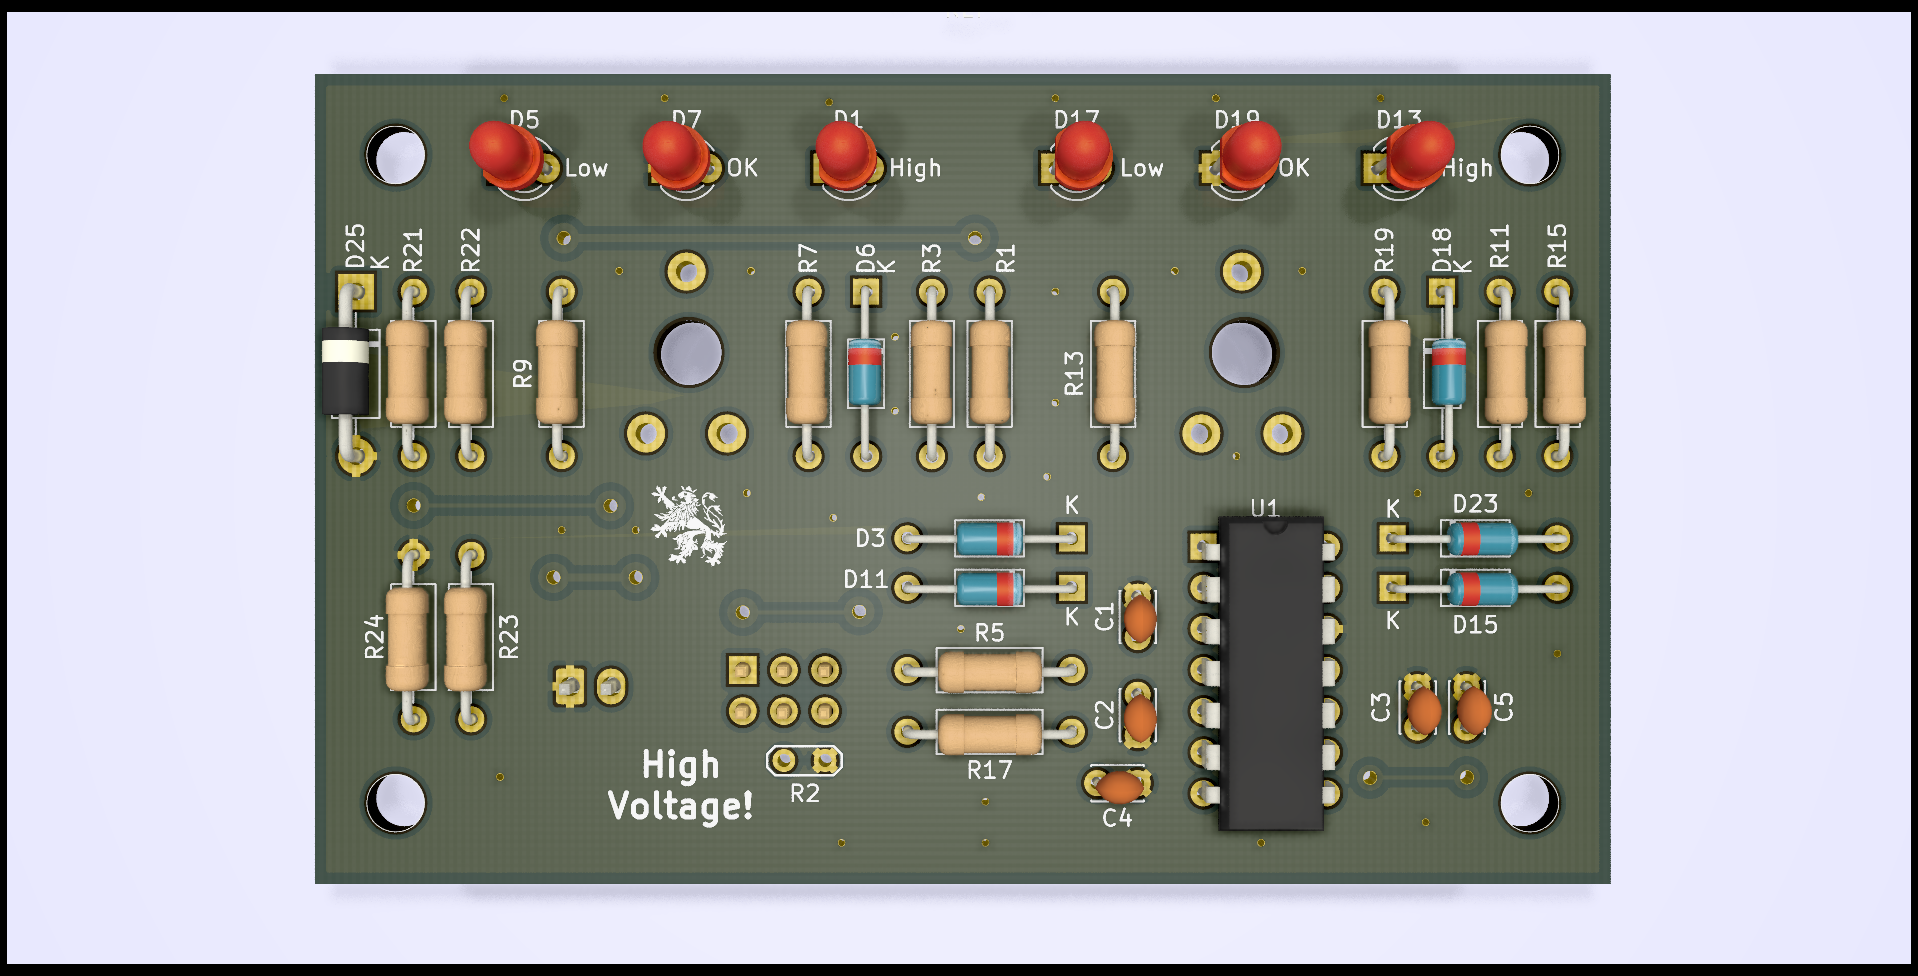 D5 D7 D1 D17 D19 D13
Low OK High Low OK High
D25 K R21 R22 R7 D6 K R3 R1 R19 D18 K R11 R15
R9 R13
K U1 K D23
D3
D11
K K D15
C1 R5
R24 R23
C2 C3 C5
High
Voltage!
R2 R17
C4